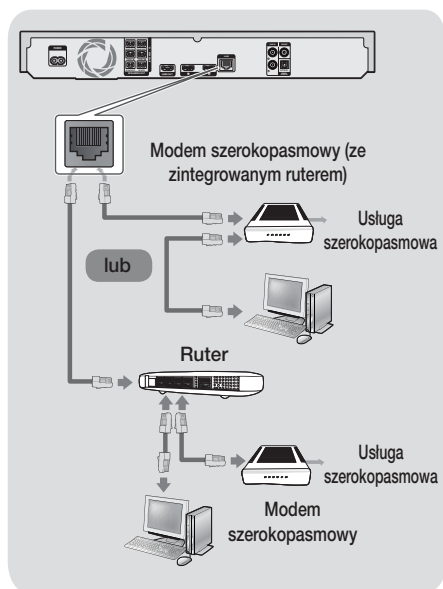 Modem szerokopasmowy (ze
zintegrowanym ruterem)
Usługa
szerokopasmowa
lub
Ruter
Usługa
szerokopasmowa
Modem
szerokopasmowy